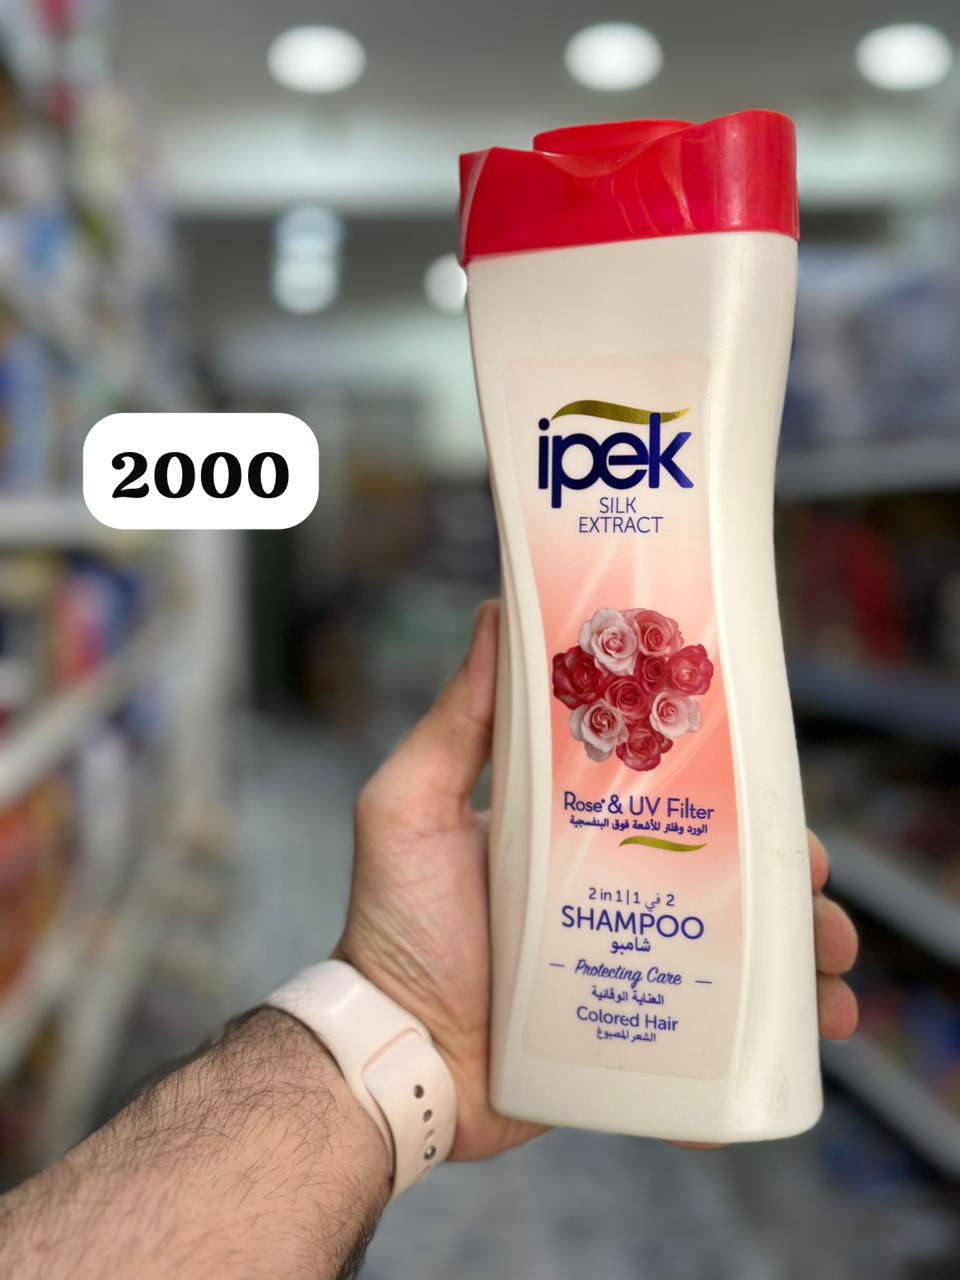 2000
ipek
SILK
EXTRACT
Rose* & UV Filter
الورد وفلتر للأشعة فوق البنفسجية
2 in 1 | 1 في 2
SHAMPOO
شامبو
Protecting Care
العناية الوقائية
Colored Hair
الشعر المصبوغ